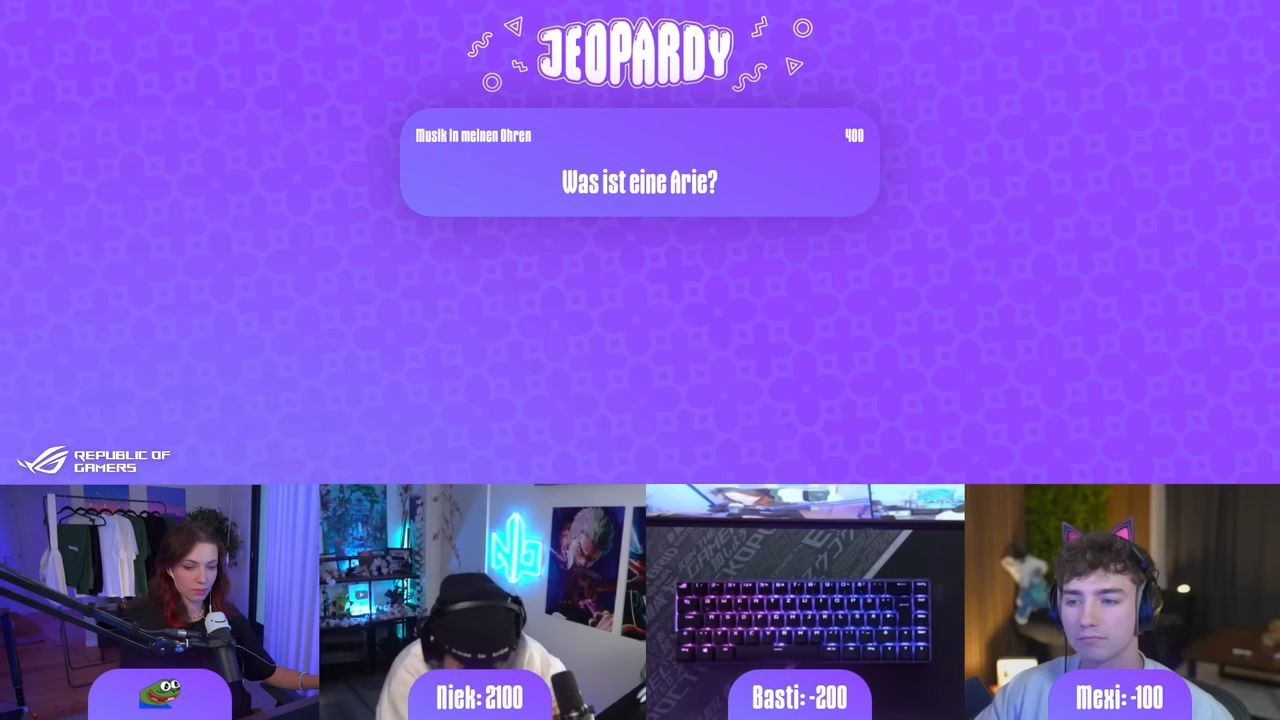 JEOPARDY
Musik in meinen Ohren
400
Was ist eine Arie?
REPUBLIC OF
GAMERS
Niek: 2100
Basti: -200
Mexi: -100